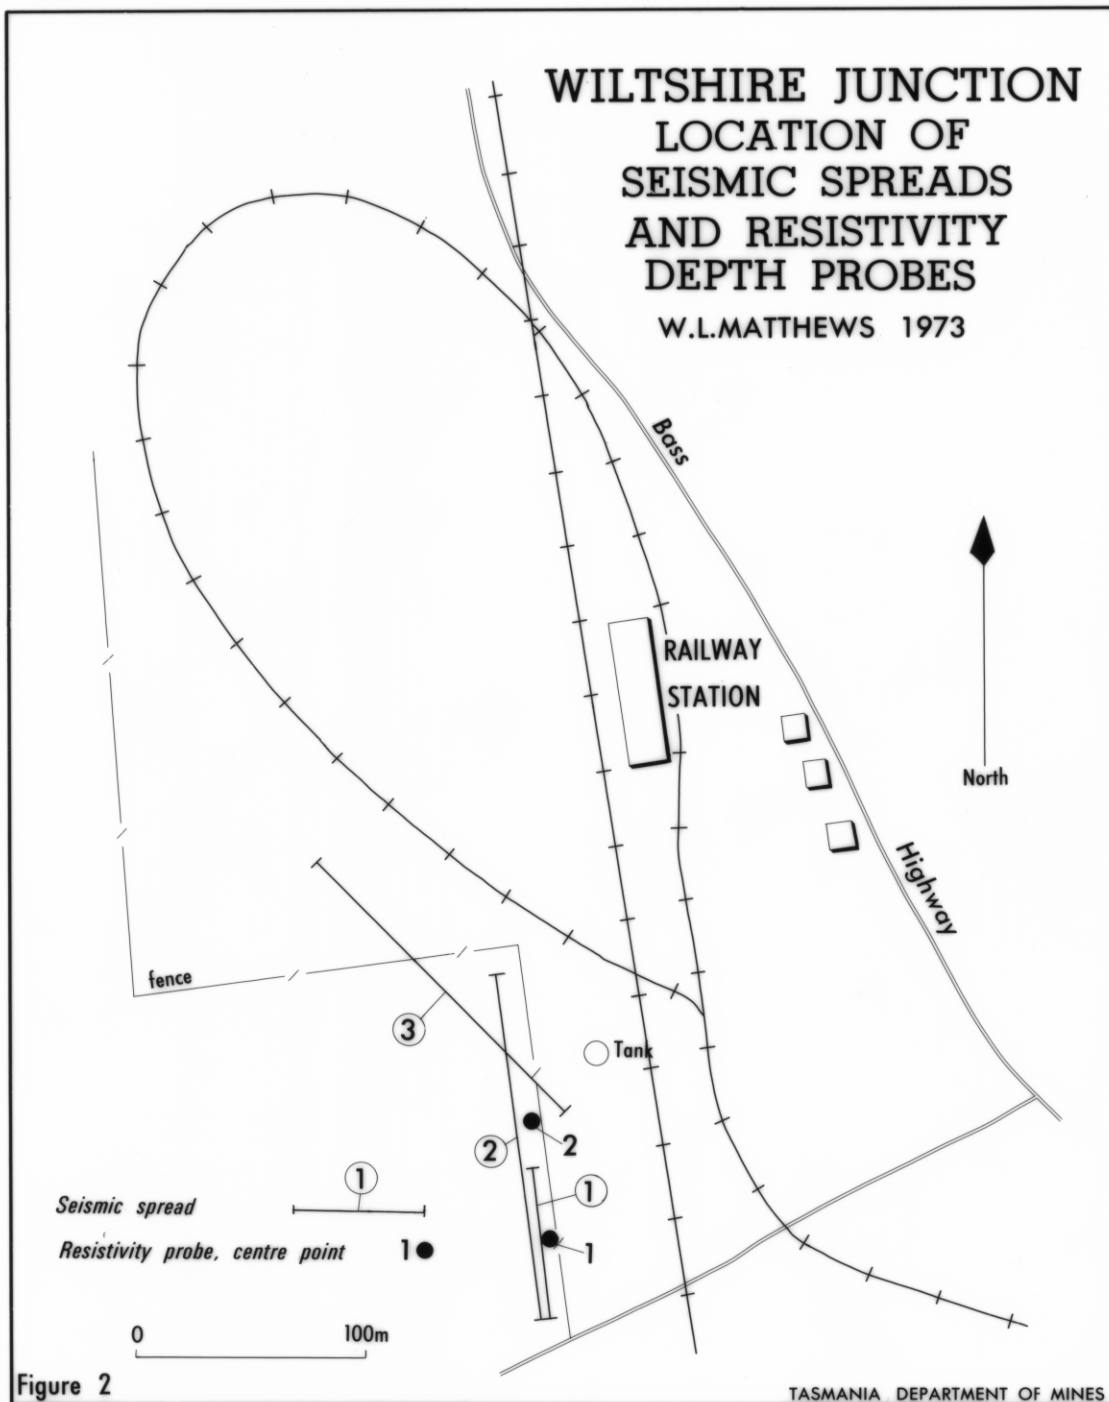 WILTSHIRE JUNCTION
LOCATION OF
SEISMIC SPREADS
AND RESISTIVITY
DEPTH PROBES
W.L.MATTHEWS 1973
Bass
RAILWAY
STATION
North
Highway
fence
3
Tank
2
2
1
1
1
Seismic spread
Resistivity probe, centre point 1
0 100m
Figure 2
TASMANIA DEPARTMENT OF MINES